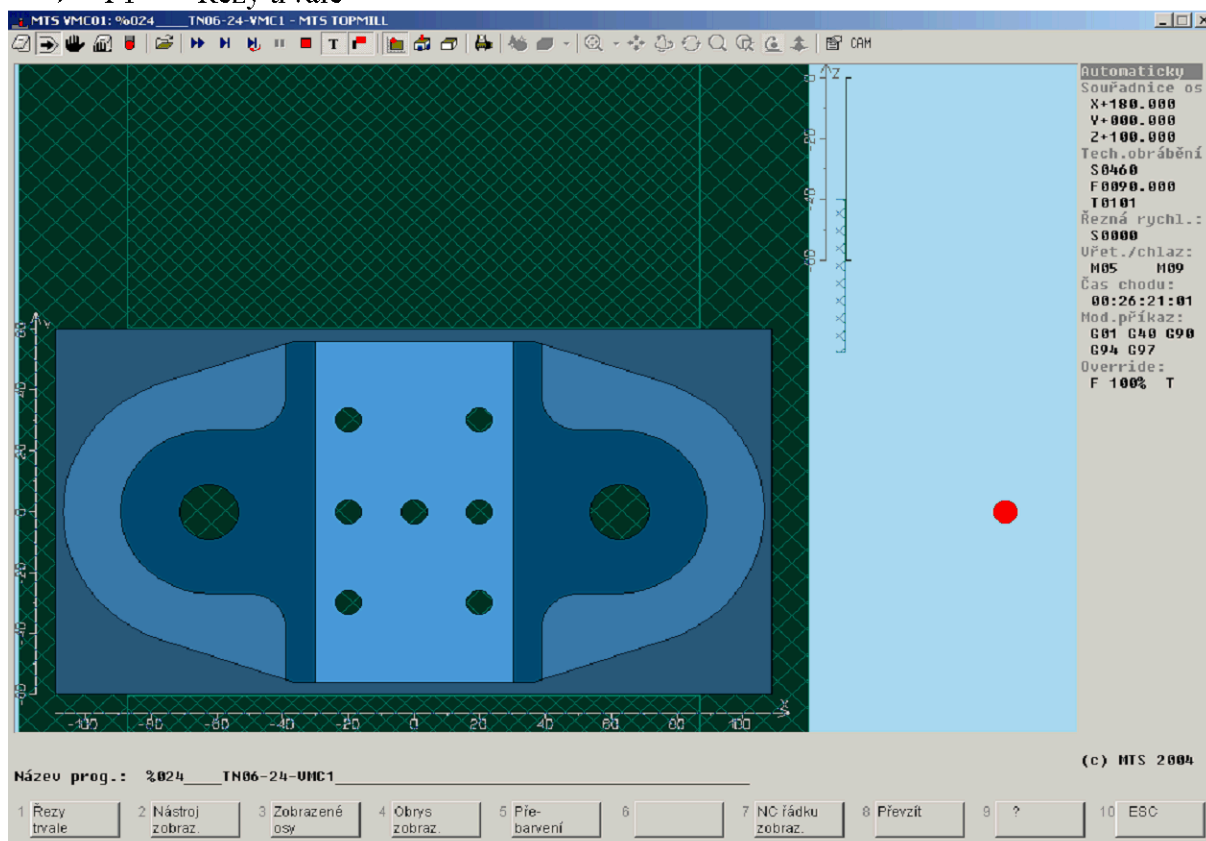 Řezy trvale
MTS VMC01: %024____TN06-24-VMC1 - MTS TOPMILL
T
CAM
Automaticky
Souřadnice os
X+180.000
Y+000.000
Z+100.000
Tech.obrábění
S0460
F0090.000
T0101
Řezná rychl.:
S0000
Vřet./chlaz:
M05 M09
Čas chodu:
00:26:21:01
Mod.příkaz:
G01 G40 G90
G94 G97
Override:
F 100% T
Z
0
-20
-40
-60
Y
60
40
20
0
-20
-40
-60
-100 -80 -60 -40 -20 0 20 40 60 80 100 X
(c) MTS 2004
Název prog.: %024____TN06-24-VMC1
1 Řezy trvale
2 Nástroj zobraz.
3 Zobrazené osy
4 Obrys zobraz.
5 Pře- barvení
6
7 NC řádku zobraz.
8 Převzít
9 ?
10 ESC